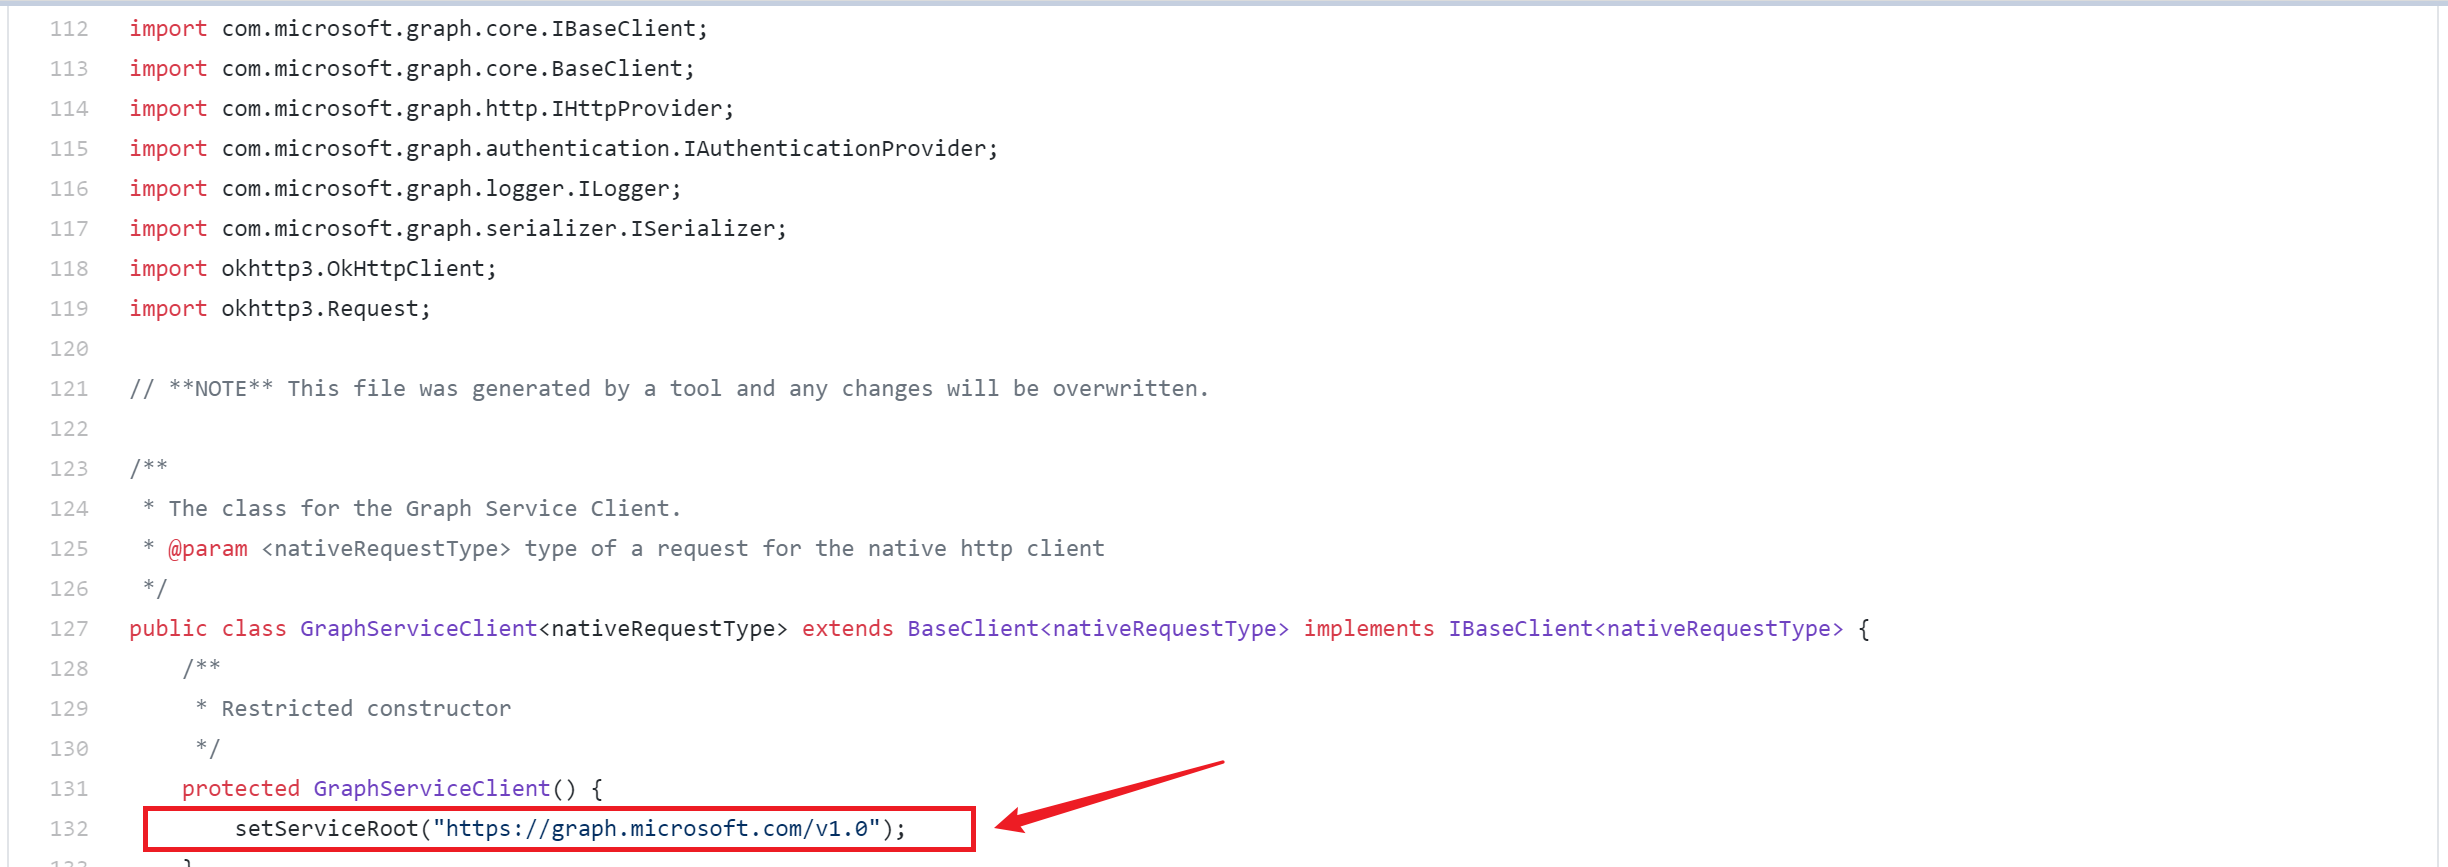 112 import com.microsoft.graph.core.IBaseClient;
113 import com.microsoft.graph.core.BaseClient;
114 import com.microsoft.graph.http.IHttpProvider;
115 import com.microsoft.graph.authentication.IAuthenticationProvider;
116 import com.microsoft.graph.logger.ILogger;
117 import com.microsoft.graph.serializer.ISerializer;
118 import okhttp3.OkHttpClient;
119 import okhttp3.Request;
120
121 // **NOTE** This file was generated by a tool and any changes will be overwritten.
122
123 /**
124  * The class for the Graph Service Client.
125  * @param <nativeRequestType> type of a request for the native http client
126  */
127 public class GraphServiceClient<nativeRequestType> extends BaseClient<nativeRequestType> implements IBaseClient<nativeRequestType> {
128     /**
129      * Restricted constructor
130      */
131     protected GraphServiceClient() {
132         setServiceRoot("https://graph.microsoft.com/v1.0");
133     }